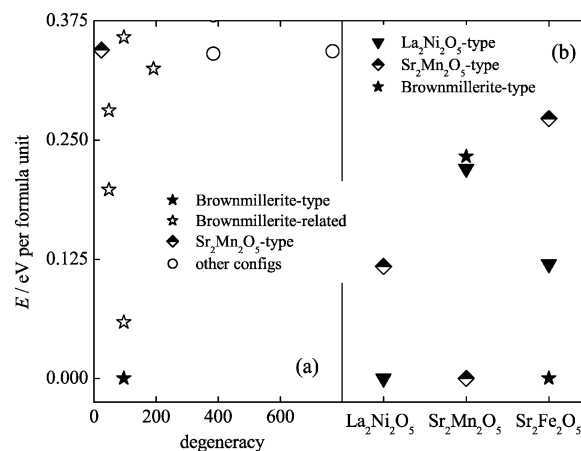 0.375
0.250
0.125
0.000
E / eV per formula unit
Brownmillerite-type
Brownmillerite-related
Sr2Mn2O5-type
other configs
(a)
0
200
400
600
degeneracy
(b)
La2Ni2O5-type
Sr2Mn2O5-type
Brownmillerite-type
La2Ni2O5
Sr2Mn2O5
Sr2Fe2O5